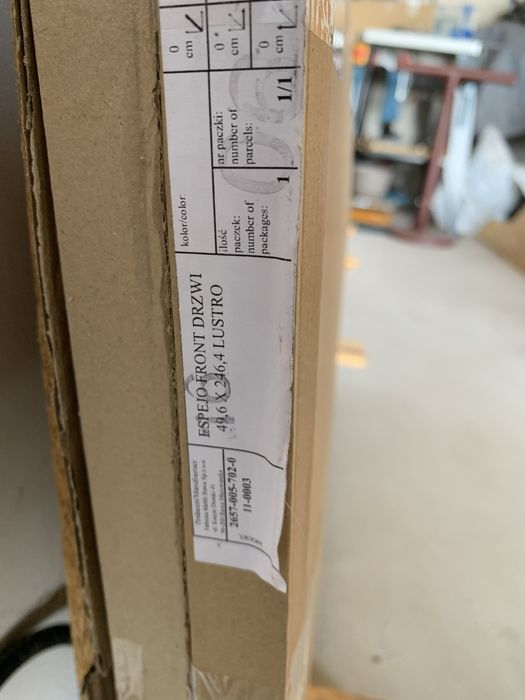 Producent/Manufacturer
2657-005-702-0
11-0003
ESPEJO FRONT DRZWI
49,6 X 246,4 LUSTRO
kolor/color:
ilość
paczek:
number of
packages:
1
nr paczki:
number of
parcels:
1/1
0
cm
0
cm
0
cm